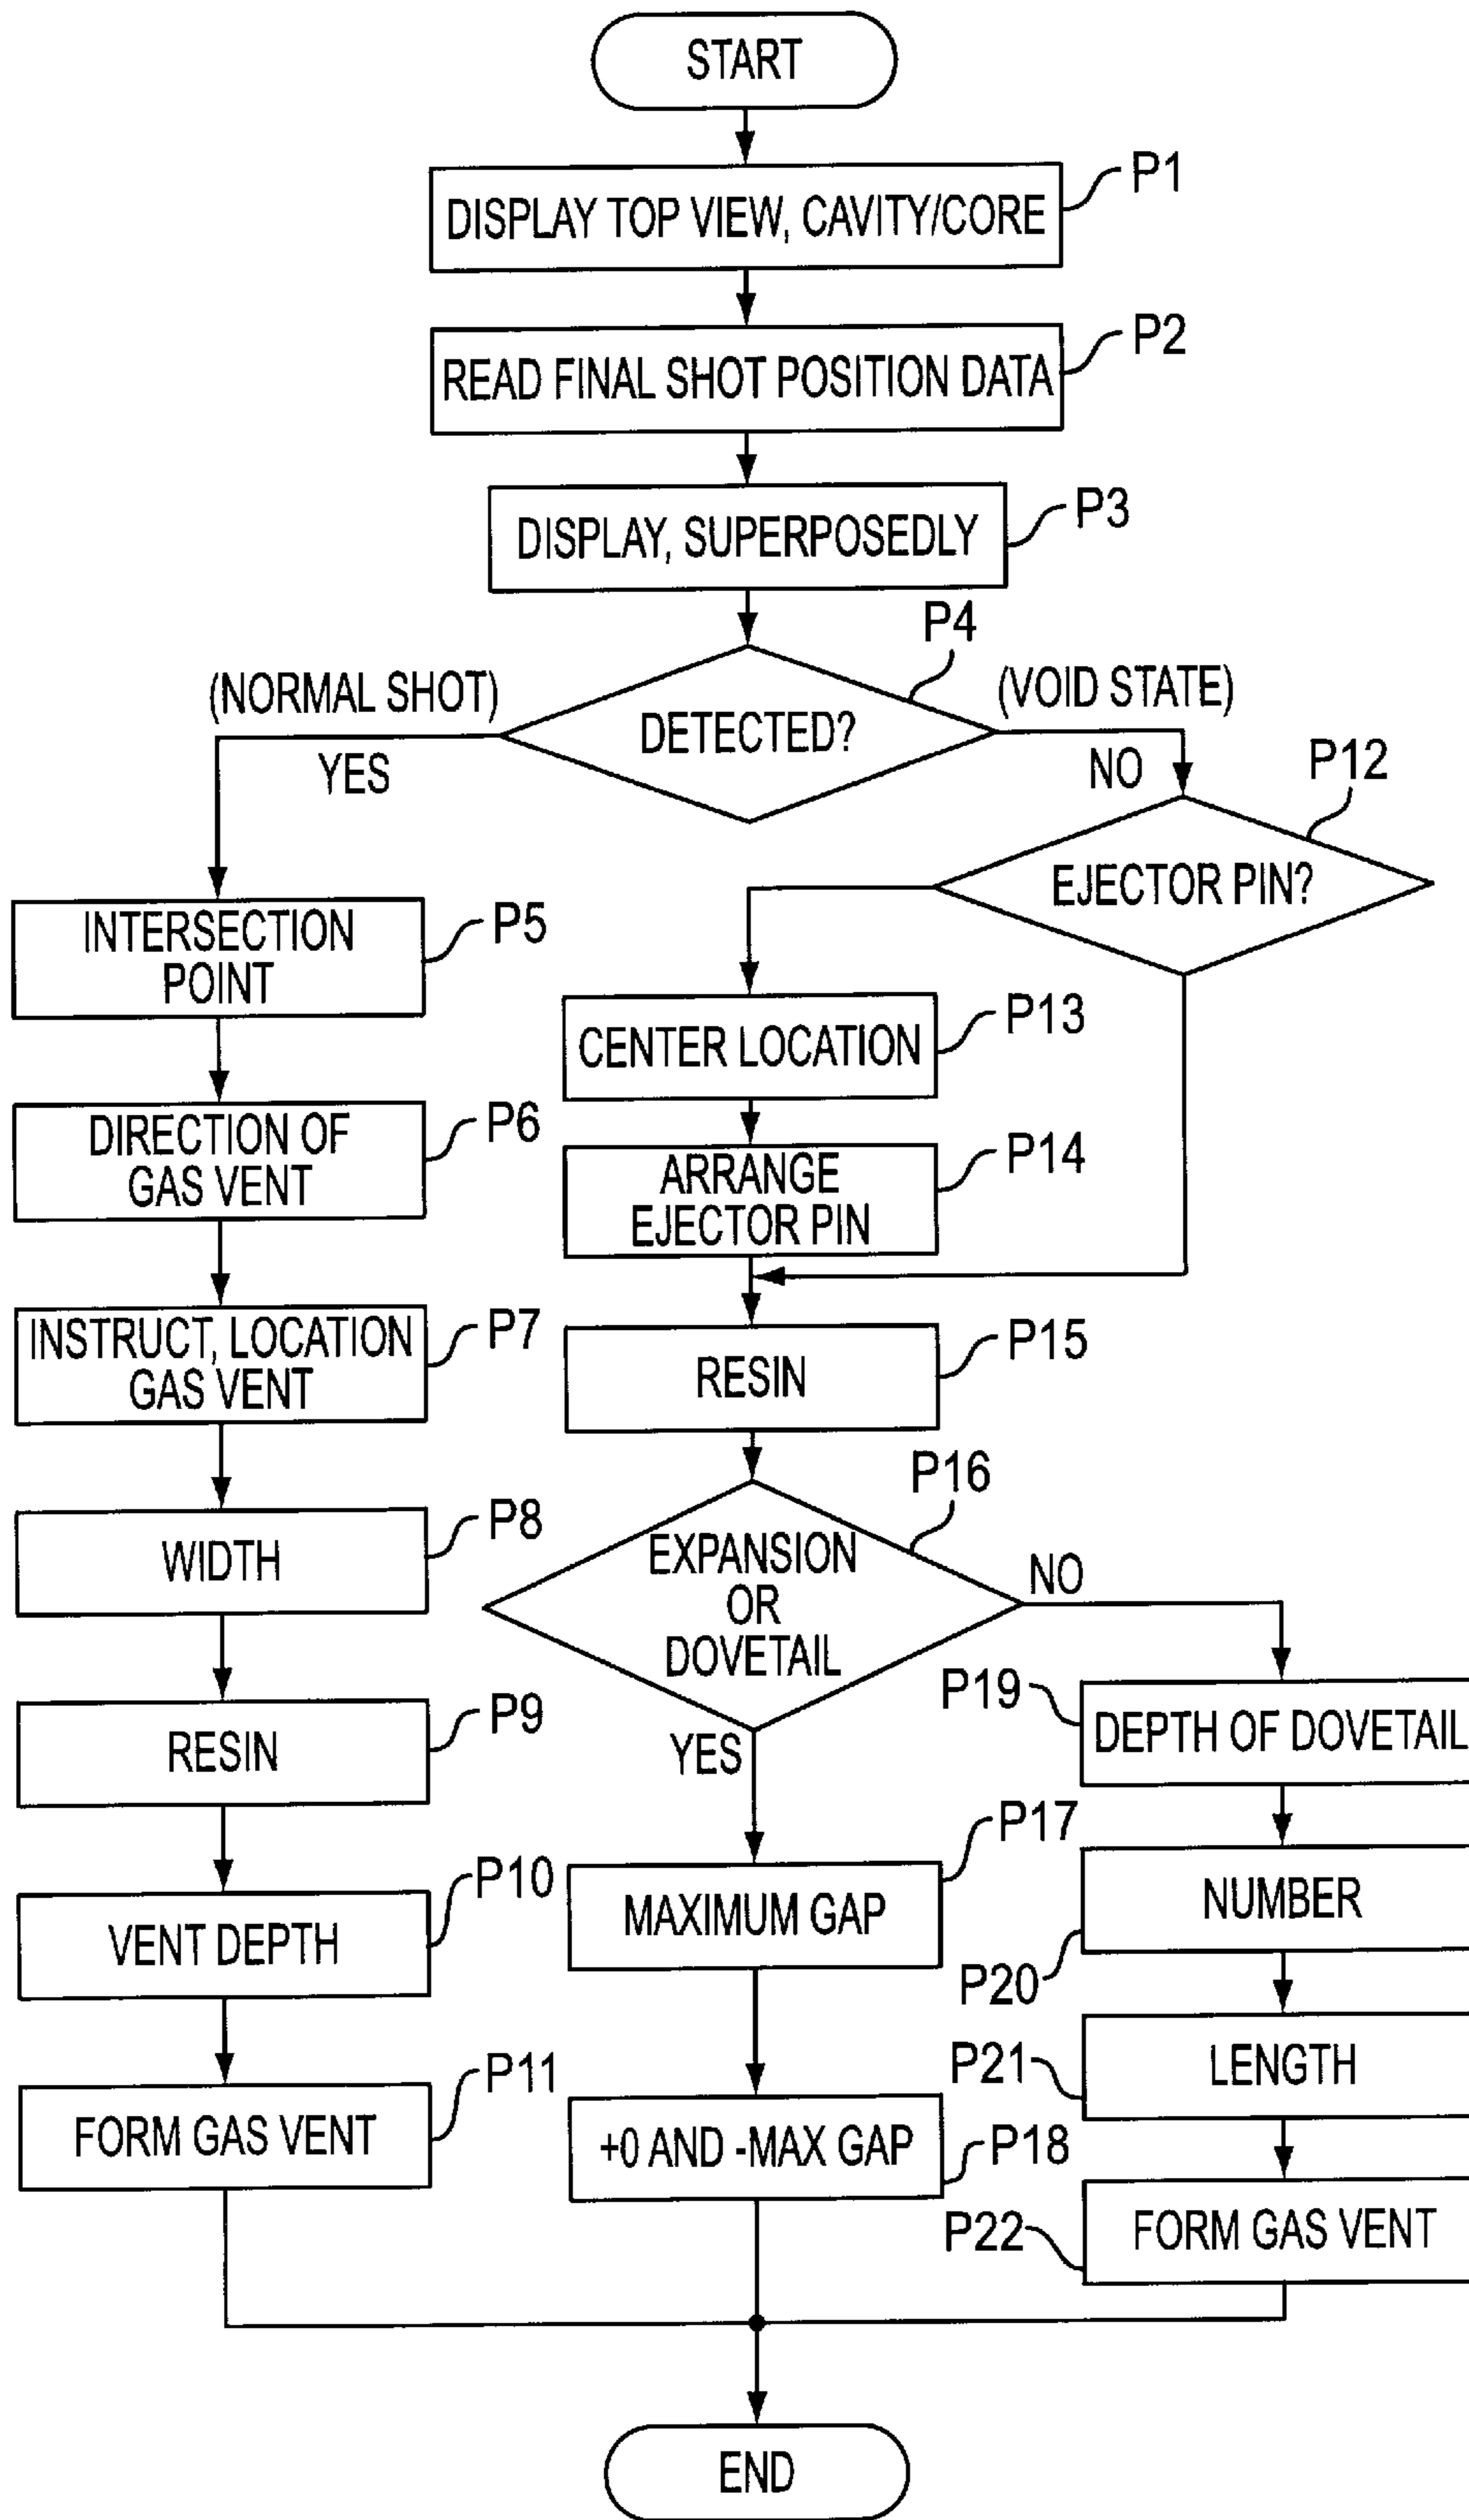 START
DISPLAY TOP VIEW, CAVITY/CORE
P1
READ FINAL SHOT POSITION DATA
P2
DISPLAY, SUPERPOSEDLY
P3
P4
(NORMAL SHOT)
(VOID STATE)
DETECTED?
YES
NO
P12
EJECTOR PIN?
INTERSECTION
POINT
P5
CENTER LOCATION
P13
DIRECTION OF
GAS VENT
P6
ARRANGE
EJECTOR PIN
P14
INSTRUCT, LOCATION
GAS VENT
P7
RESIN
P15
WIDTH
P8
P16
EXPANSION
OR
DOVETAIL
NO
YES
RESIN
P9
P19
DEPTH OF DOVETAIL
VENT DEPTH
P10
MAXIMUM GAP
P17
NUMBER
P20
LENGTH
P21
FORM GAS VENT
P11
+0 AND -MAX GAP
P18
FORM GAS VENT
P22
END